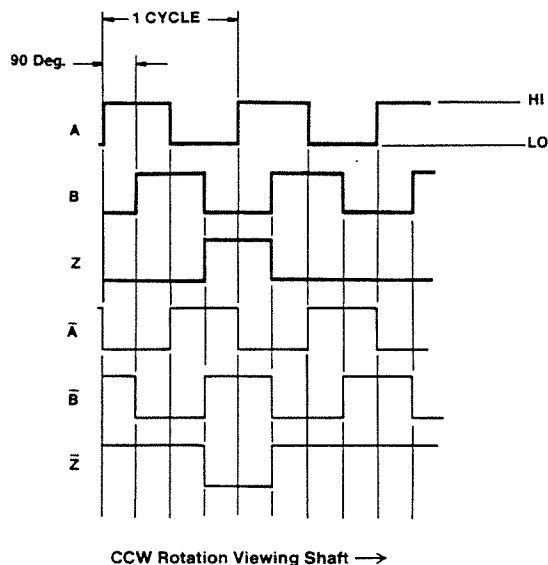 1 CYCLE
90 Deg.
HI
A
LO
B
Z
A̅
B̅
Z̅
CCW Rotation Viewing Shaft →